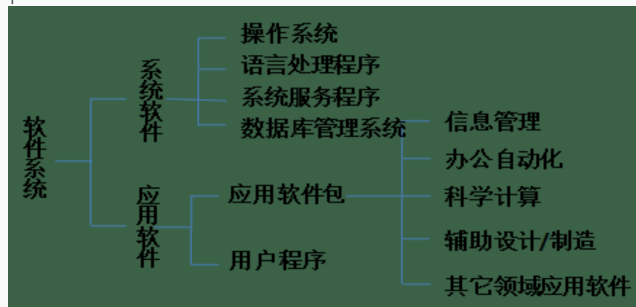 软件系统
系统软件
操作系统
语言处理程序
系统服务程序
数据库管理系统
应用软件
应用软件包
信息管理
办公自动化
科学计算
辅助设计/制造
其它领域应用软件
用户程序